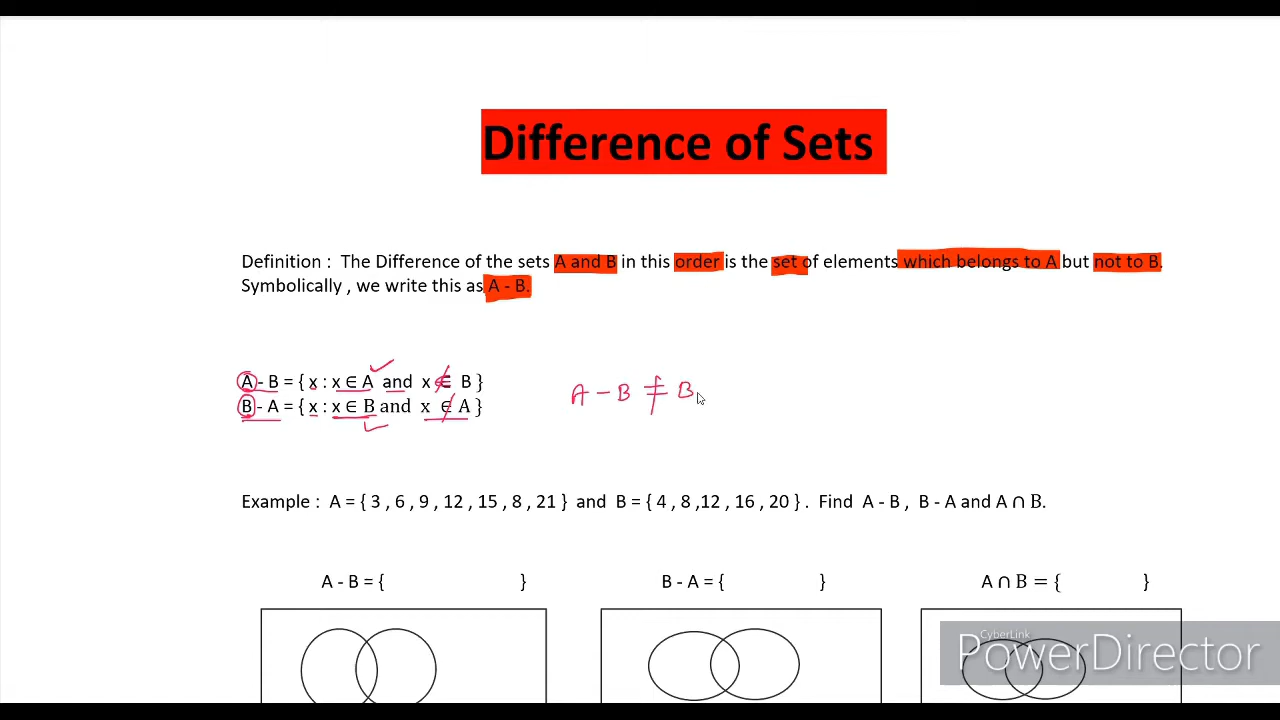 Difference of Sets
Definition : The Difference of the sets A and B in this order is the set of elements which belongs to A but not to B.
Symbolically , we write this as A - B.
A - B = { x : x ∈ A and x ∉ B }
B - A = { x : x ∈ B and x ∉ A }
A - B ≠ B
Example : A = { 3 , 6 , 9 , 12 , 15 , 8 , 21 } and B = { 4 , 8 ,12 , 16 , 20 } . Find A - B , B - A and A ∩ B.
A - B = { }
B - A = { }
A ∩ B = { }
CyberLink
PowerDirector